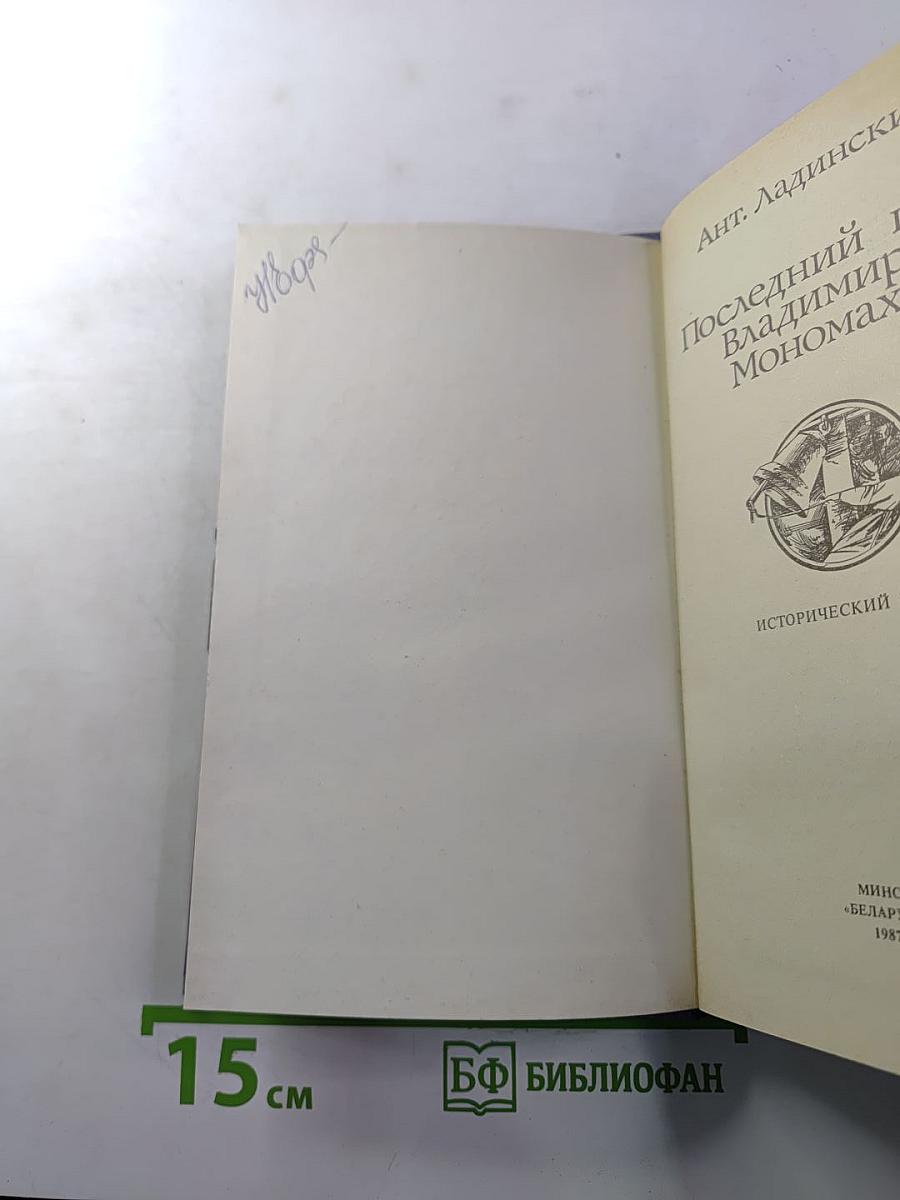 Ант. Ладински
Последний п
Владимир
Мономах
ИСТОРИЧЕСКИЙ
МИНС
«БЕЛАРУ
1987
15 см
БФ БИБЛИОФАН